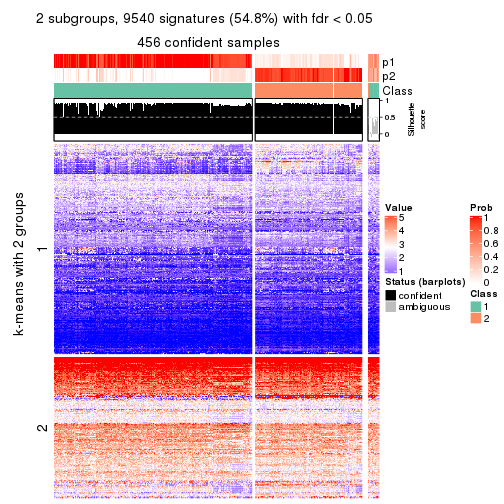 2 subgroups, 9540 signatures (54.8%) with fdr < 0.05
456 confident samples
p1
p2
Class
1
0.5
0
Silhouette
score
k-means with 2 groups
1
2
Value
5
4
3
2
1
Status (barplots)
confident
ambiguous
Prob
1
0.8
0.6
0.4
0.2
0
Class
1
2